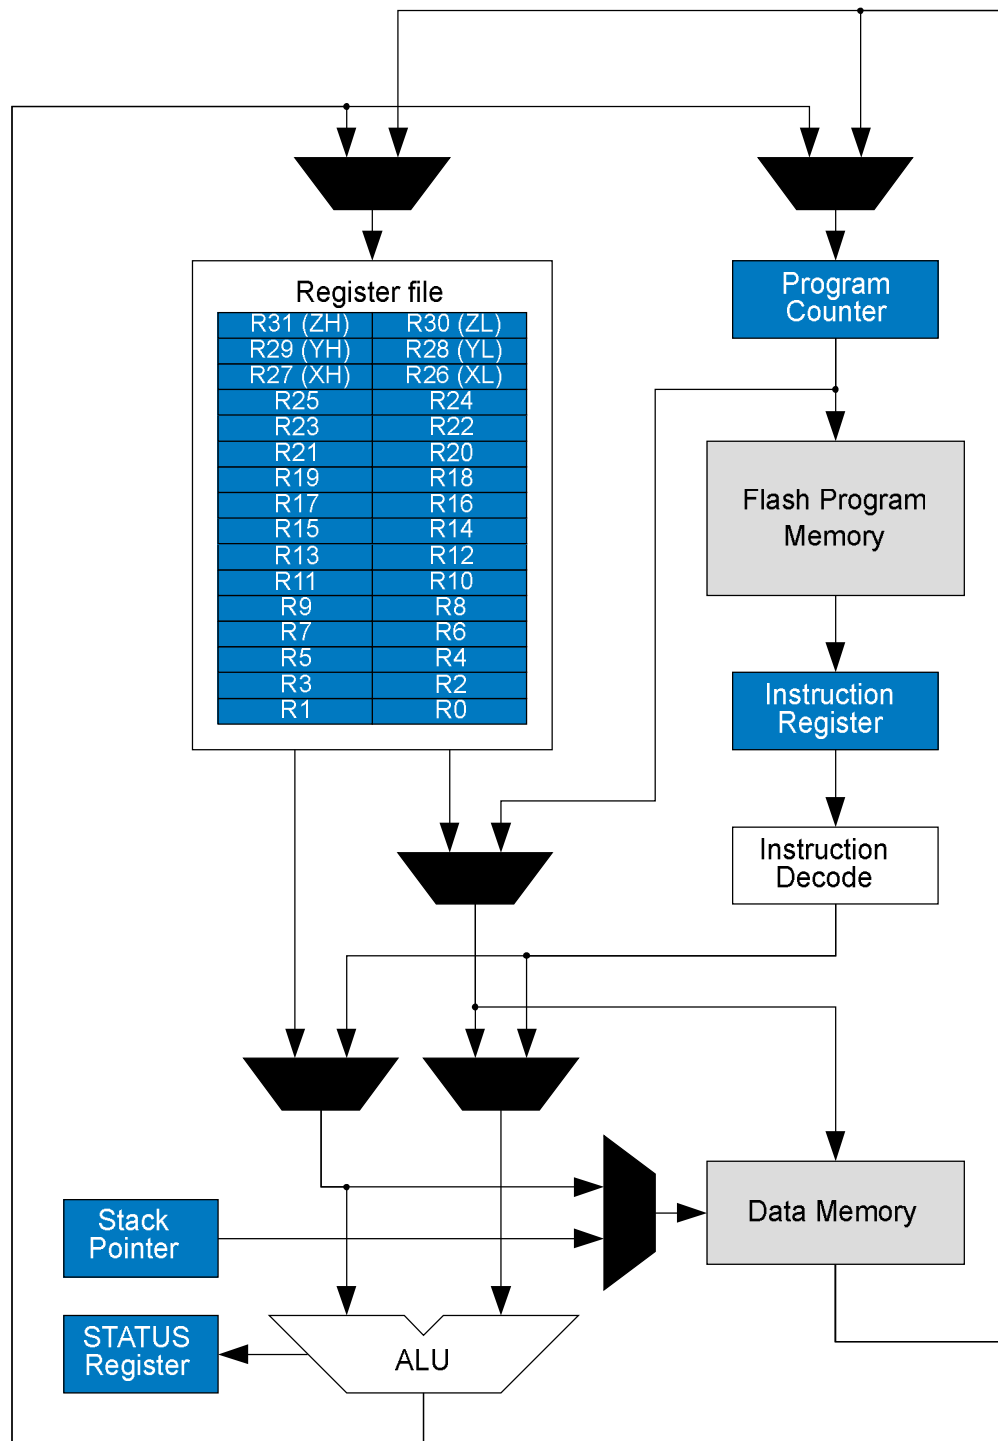 Register file
R31 (ZH) R30 (ZL)
R29 (YH) R28 (YL)
R27 (XH) R26 (XL)
R25 R24
R23 R22
R21 R20
R19 R18
R17 R16
R15 R14
R13 R12
R11 R10
R9 R8
R7 R6
R5 R4
R3 R2
R1 R0
Program
Counter
Flash Program
Memory
Instruction
Register
Instruction
Decode
Stack
Pointer
Data Memory
STATUS
Register
ALU